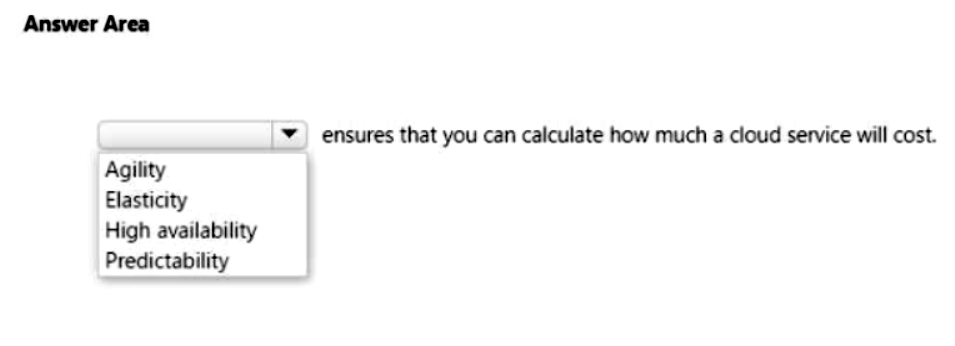 Answer Area
ensures that you can calculate how much a cloud service will cost.
Agility
Elasticity
High availability
Predictability